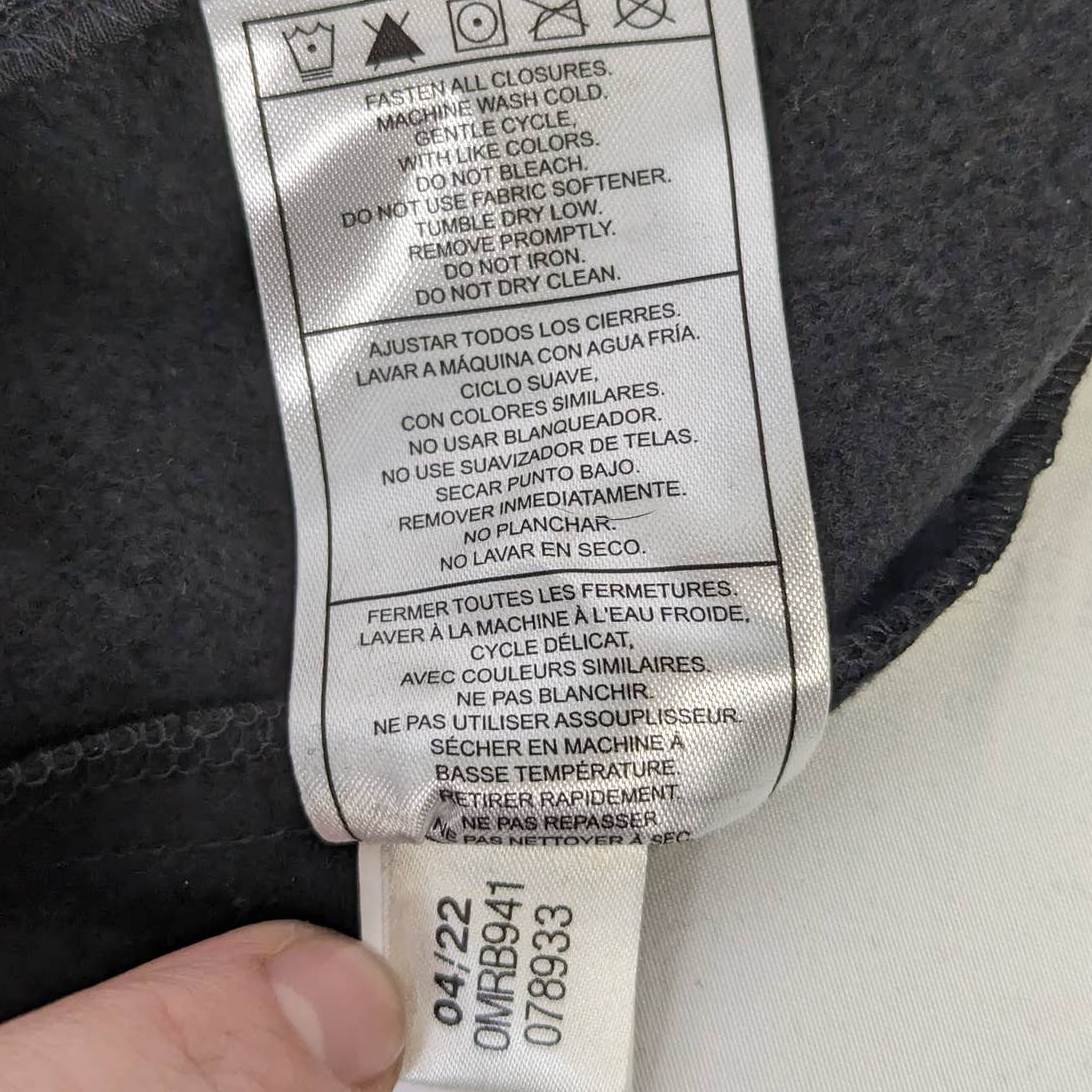 FASTEN ALL CLOSURES.
MACHINE WASH COLD.
GENTLE CYCLE,
WITH LIKE COLORS.
DO NOT BLEACH.
DO NOT USE FABRIC SOFTENER.
TUMBLE DRY LOW.
REMOVE PROMPTLY.
DO NOT IRON.
DO NOT DRY CLEAN.
AJUSTAR TODOS LOS CIERRES.
LAVAR A MÁQUINA CON AGUA FRÍA.
CICLO SUAVE,
CON COLORES SIMILARES.
NO USAR BLANQUEADOR.
NO USE SUAVIZADOR DE TELAS.
SECAR PUNTO BAJO.
REMOVER INMEDIATAMENTE.
NO PLANCHAR.
NO LAVAR EN SECO.
FERMER TOUTES LES FERMETURES.
LAVER À LA MACHINE À L'EAU FROIDE,
CYCLE DÉLICAT,
AVEC COULEURS SIMILAIRES.
NE PAS BLANCHIR.
NE PAS UTILISER ASSOUPLISSEUR.
SÉCHER EN MACHINE À
BASSE TEMPÉRATURE.
RETIRER RAPIDEMENT.
NE PAS REPASSER
NE PAS NETTOYER À SEC.
04/22
0MRB941
078933